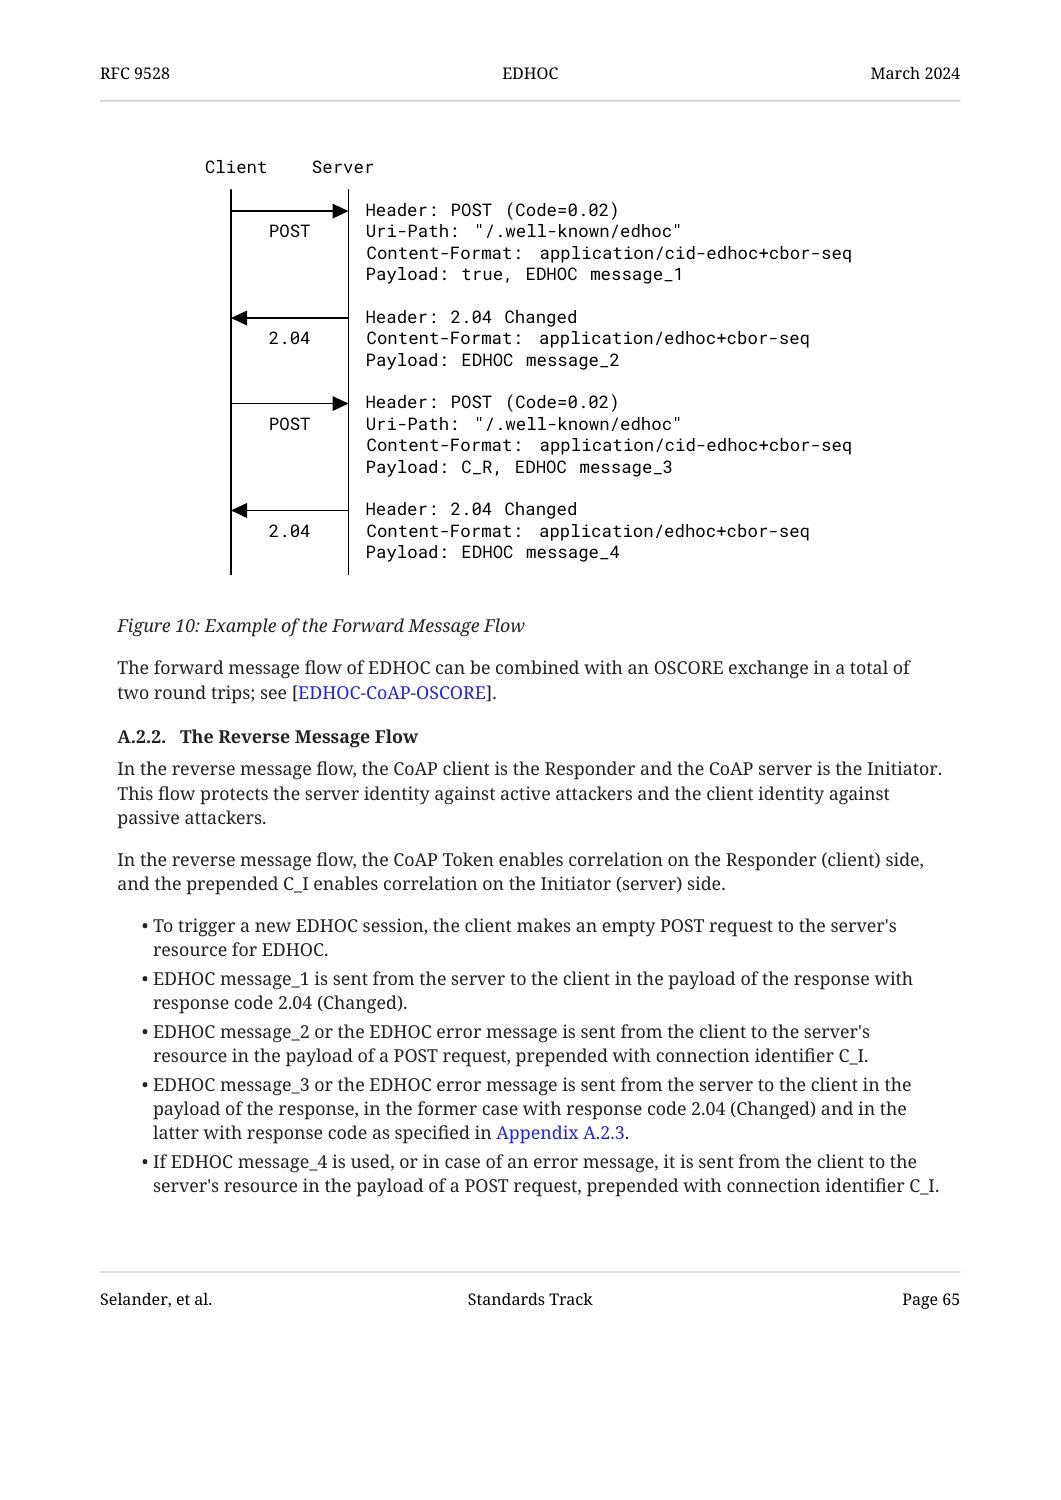 RFC 9528 EDHOC March 2024
Client Server
Header: POST (Code=0.02)
POST Uri-Path: "/.well-known/edhoc"
Content-Format: application/cid-edhoc+cbor-seq
Payload: true, EDHOC message_1
Header: 2.04 Changed
2.04 Content-Format: application/edhoc+cbor-seq
Payload: EDHOC message_2
Header: POST (Code=0.02)
POST Uri-Path: "/.well-known/edhoc"
Content-Format: application/cid-edhoc+cbor-seq
Payload: C_R, EDHOC message_3
Header: 2.04 Changed
2.04 Content-Format: application/edhoc+cbor-seq
Payload: EDHOC message_4
Figure 10: Example of the Forward Message Flow
The forward message flow of EDHOC can be combined with an OSCORE exchange in a total of
two round trips; see [EDHOC-CoAP-OSCORE].
A.2.2. The Reverse Message Flow
In the reverse message flow, the CoAP client is the Responder and the CoAP server is the Initiator.
This flow protects the server identity against active attackers and the client identity against
passive attackers.
In the reverse message flow, the CoAP Token enables correlation on the Responder (client) side,
and the prepended C_I enables correlation on the Initiator (server) side.
• To trigger a new EDHOC session, the client makes an empty POST request to the server's
resource for EDHOC.
• EDHOC message_1 is sent from the server to the client in the payload of the response with
response code 2.04 (Changed).
• EDHOC message_2 or the EDHOC error message is sent from the client to the server's
resource in the payload of a POST request, prepended with connection identifier C_I.
• EDHOC message_3 or the EDHOC error message is sent from the server to the client in the
payload of the response, in the former case with response code 2.04 (Changed) and in the
latter with response code as specified in Appendix A.2.3.
• If EDHOC message_4 is used, or in case of an error message, it is sent from the client to the
server's resource in the payload of a POST request, prepended with connection identifier C_I.
Selander, et al. Standards Track Page 65